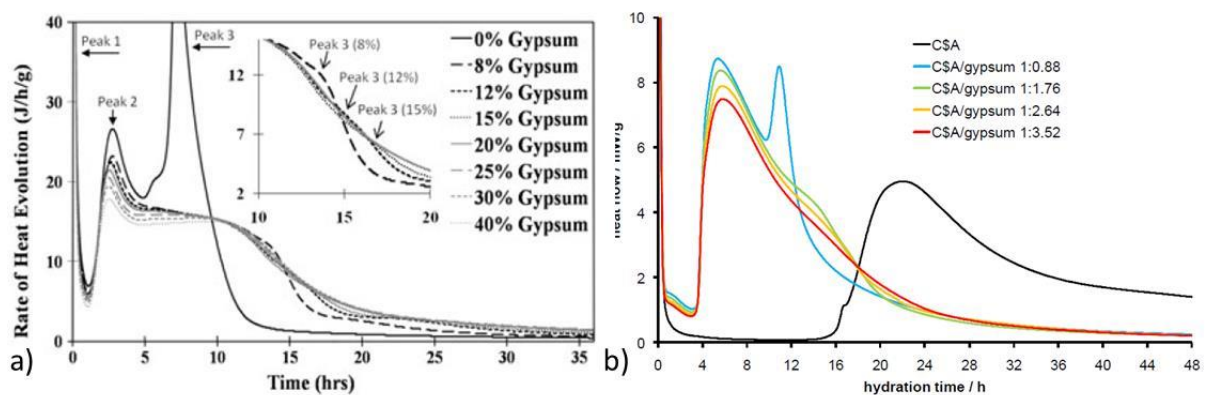 Peak 1
Peak 3
Peak 2
Peak 3 (8%)
Peak 3 (12%)
Peak 3 (15%)
0% Gypsum
8% Gypsum
12% Gypsum
15% Gypsum
20% Gypsum
25% Gypsum
30% Gypsum
40% Gypsum
12
7
2
10 15 20
Rate of Heat Evolution (J/h/g)
40
30
20
10
0
0 5 10 15 20 25 30 35
Time (hrs)
a)
C$A
C$A/gypsum 1:0.88
C$A/gypsum 1:1.76
C$A/gypsum 1:2.64
C$A/gypsum 1:3.52
heat flow / mW/g
10
8
6
4
2
0
0 4 8 12 16 20 24 28 32 36 40 44 48
hydration time / h
b)